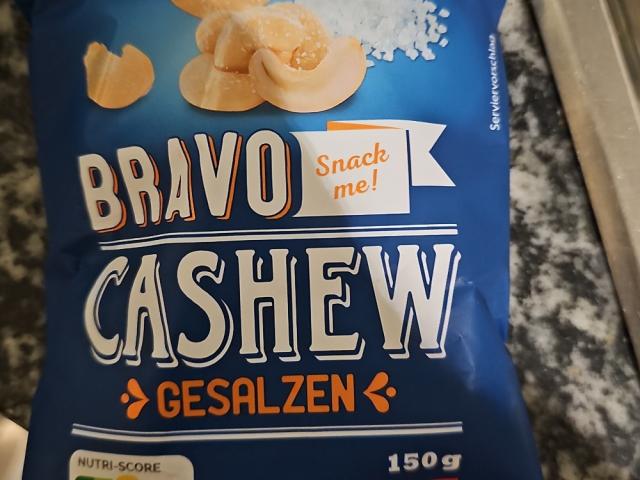 Serviervorschlag
BRAVO
Snack
me!
CASHEW
GESALZEN
150g
NUTRI-SCORE